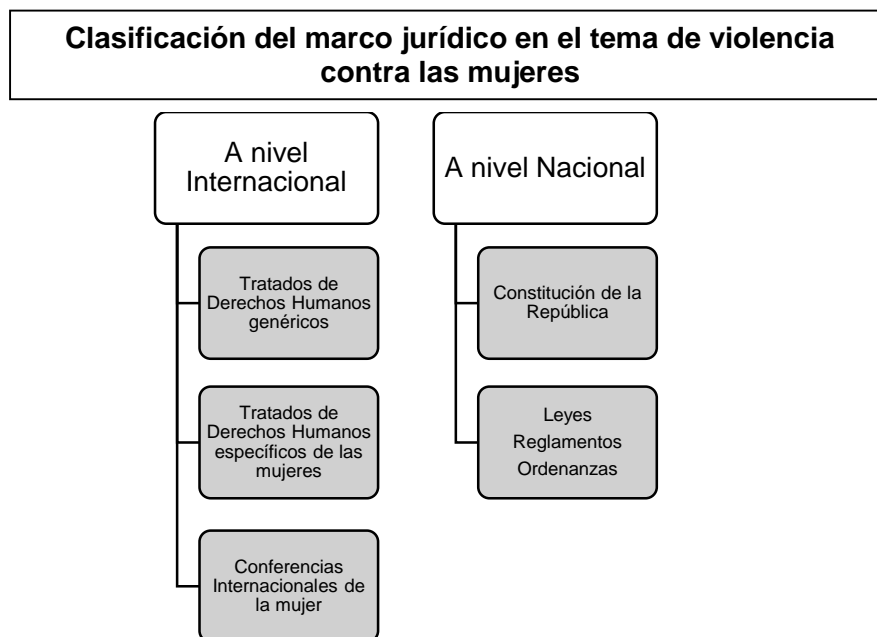 Clasificación del marco jurídico en el tema de violencia
contra las mujeres
A nivel
Internacional
Tratados de
Derechos Humanos
genéricos
Tratados de
Derechos Humanos
específicos de las
mujeres
Conferencias
Internacionales de
la mujer
A nivel Nacional
Constitución de la
República
Leyes
Reglamentos
Ordenanzas